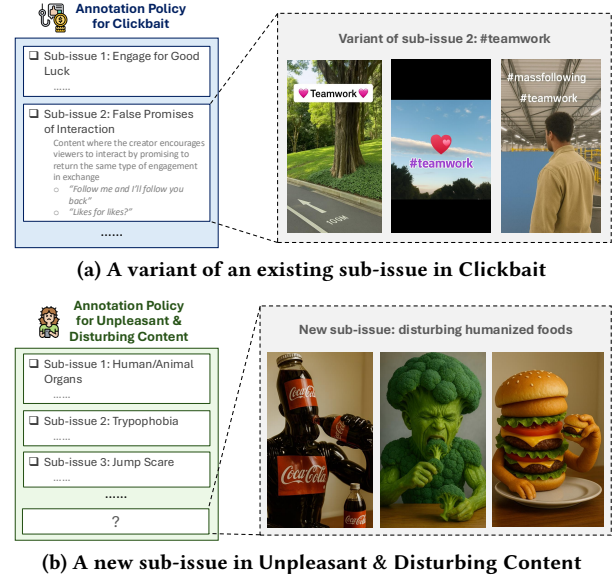 Annotation Policy
for Clickbait
Sub-issue 1: Engage for Good
Luck
......
Sub-issue 2: False Promises
of Interaction
Content where the creator encourages
viewers to interact by promising to
return the same type of engagement
in exchange
"Follow me and I'll follow you
back"
"Likes for likes?"
......
Variant of sub-issue 2: #teamwork
Teamwork
100M
#teamwork
#massfollowing
#teamwork
(a) A variant of an existing sub-issue in Clickbait
Annotation Policy
for Unpleasant &
Disturbing Content
Sub-issue 1: Human/Animal
Organs
......
Sub-issue 2: Trypophobia
......
Sub-issue 3: Jump Scare
......
......
?
New sub-issue: disturbing humanized foods
Coca-Cola
Coca-Cola
Coca-Cola
Coca-Cola
(b) A new sub-issue in Unpleasant & Disturbing Content